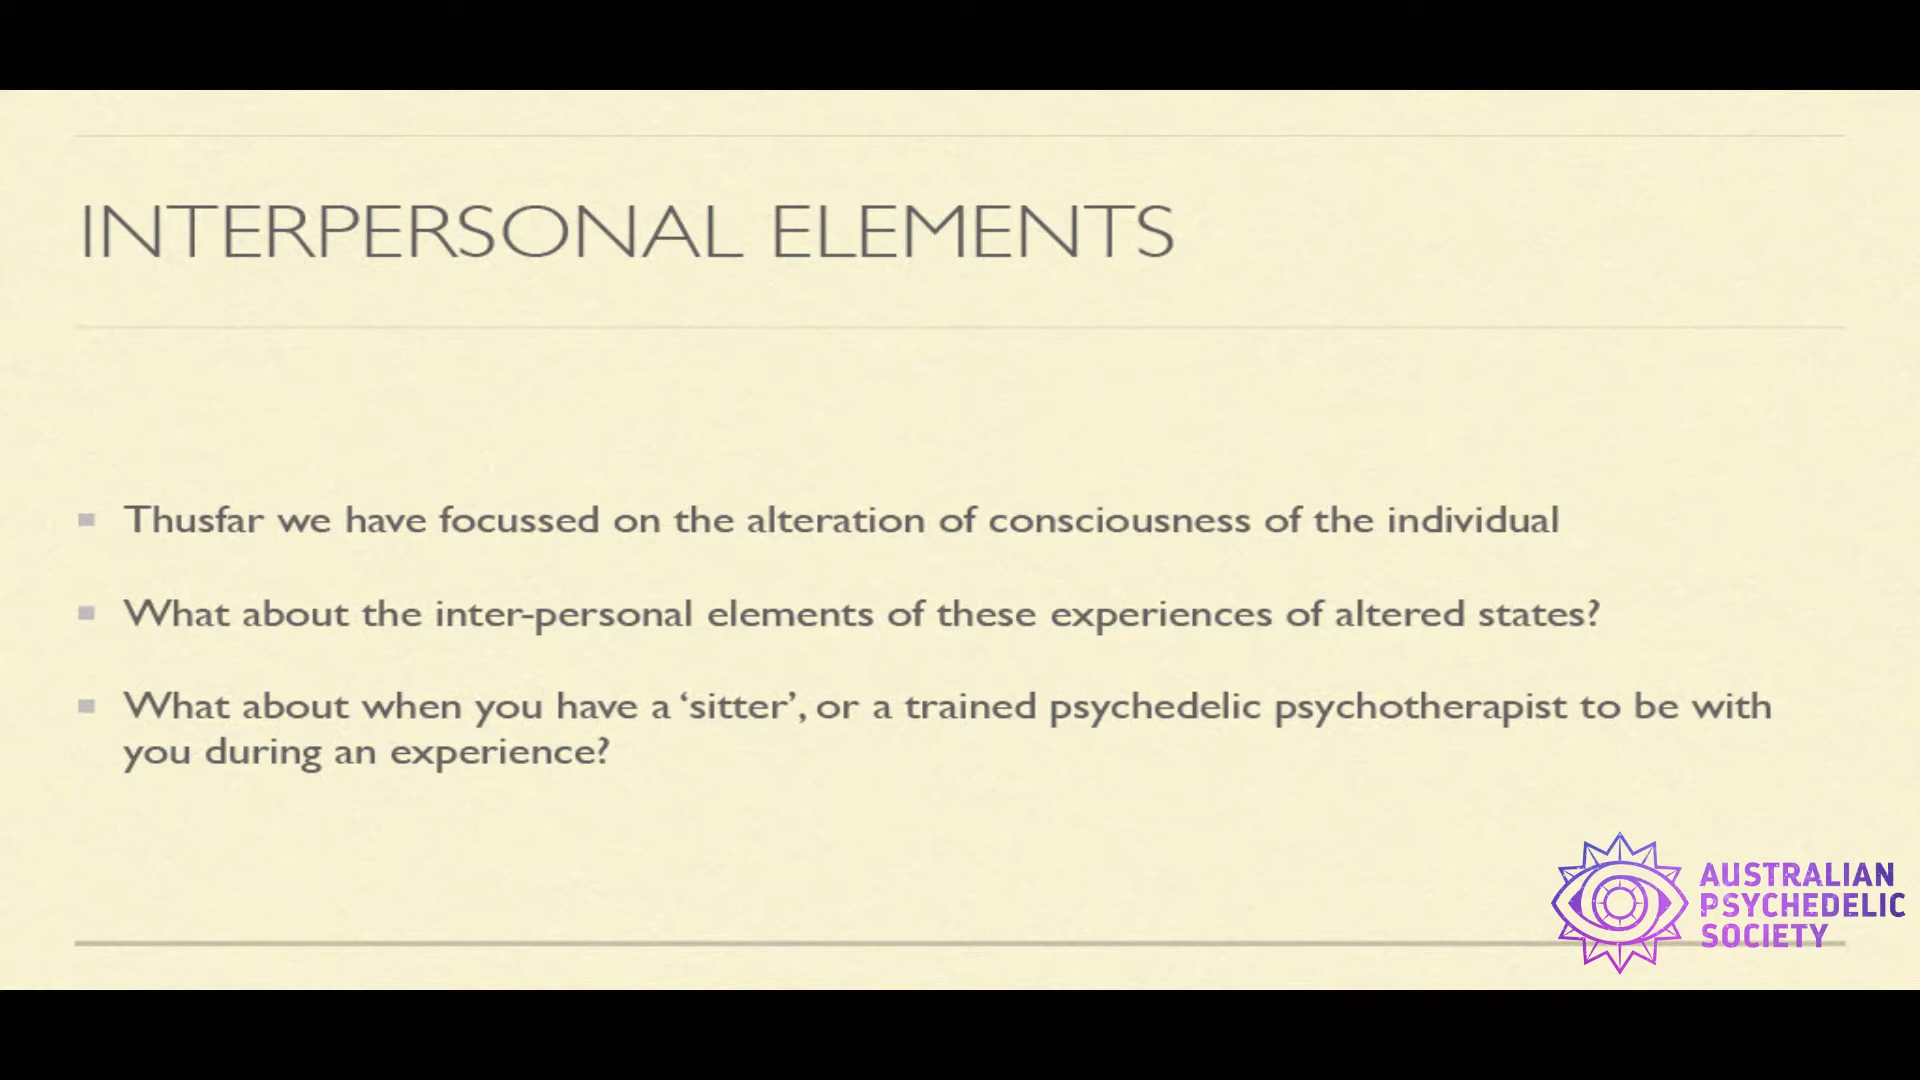 INTERPERSONAL ELEMENTS
Thusfar we have focussed on the alteration of consciousness of the individual
What about the inter-personal elements of these experiences of altered states?
What about when you have a ‘sitter’, or a trained psychedelic psychotherapist to be with
you during an experience?
AUSTRALIAN
PSYCHEDELIC
SOCIETY